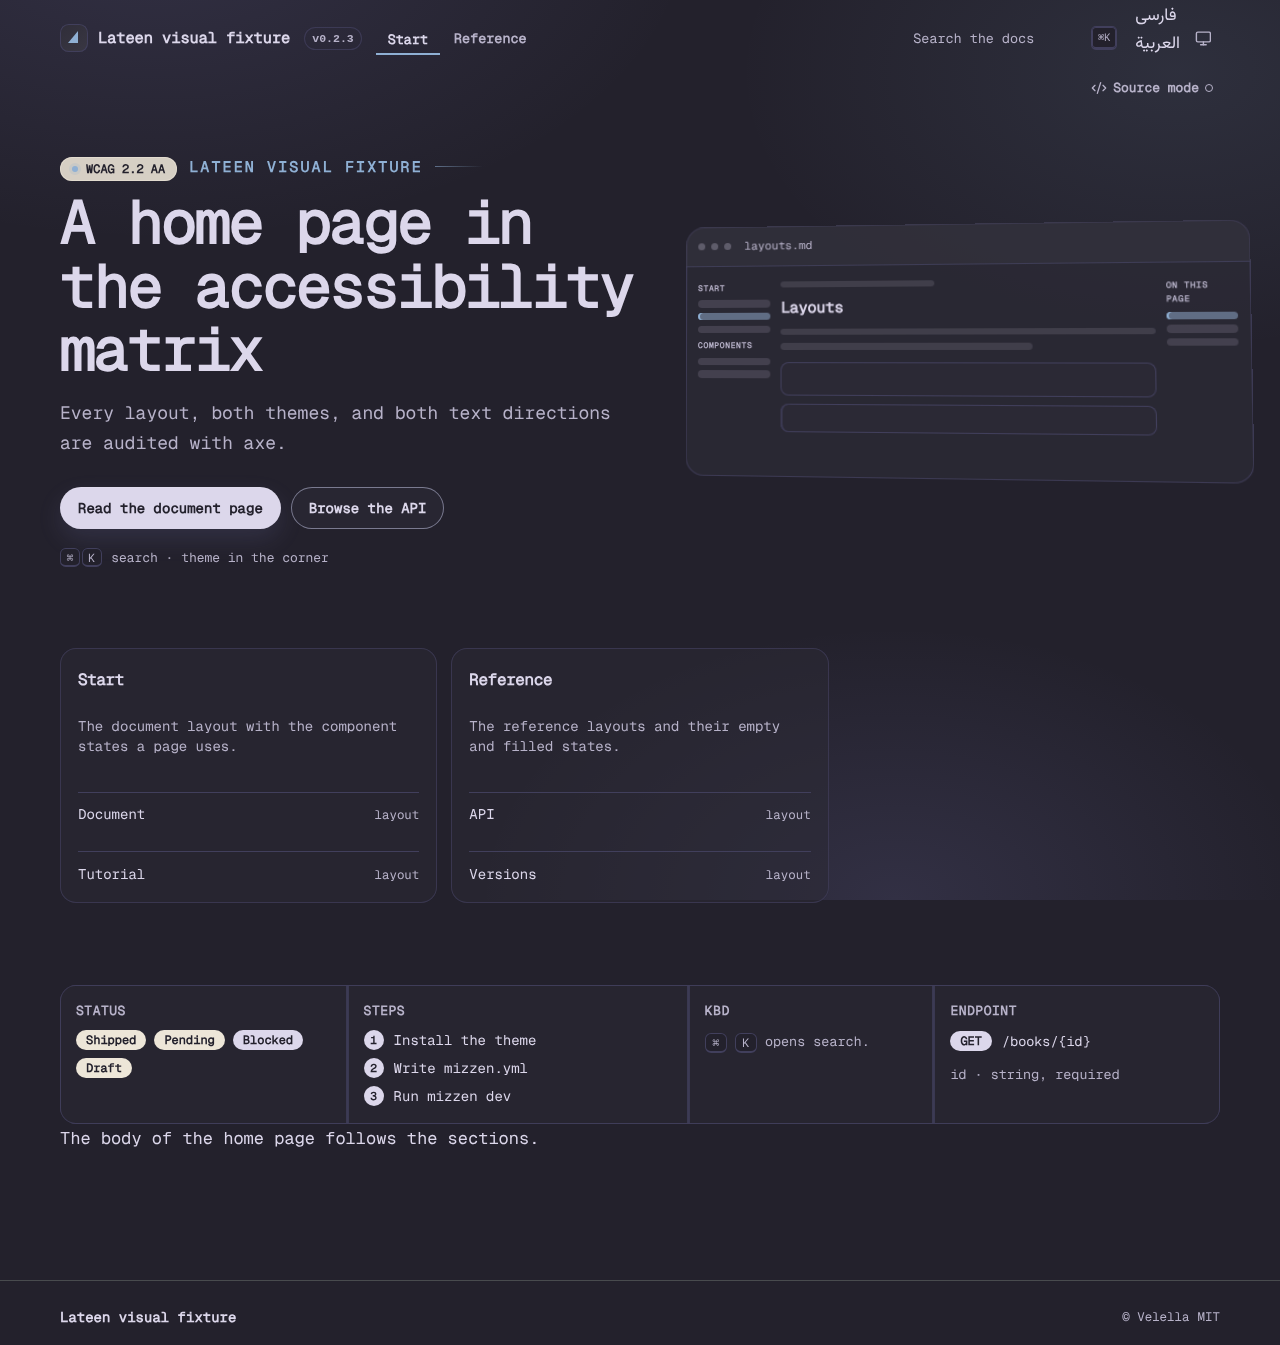 Lateen visual fixture
v0.2.3
Start
Reference
Search the docs
⌘K
فارسی
العربية
Source mode
WCAG 2.2 AA
LATEEN VISUAL FIXTURE
A home page in
the accessibility
matrix
Every layout, both themes, and both text directions
are audited with axe.
Read the document page
Browse the API
⌘ K search · theme in the corner
layouts.md
START
COMPONENTS
Layouts
ON THIS
PAGE
Start
The document layout with the component
states a page uses.
Document layout
Tutorial layout
Reference
The reference layouts and their empty
and filled states.
API layout
Versions layout
STATUS
Shipped Pending Blocked
Draft
STEPS
1 Install the theme
2 Write mizzen.yml
3 Run mizzen dev
KBD
⌘ K opens search.
ENDPOINT
GET /books/{id}
id · string, required
The body of the home page follows the sections.
Lateen visual fixture
© Velella MIT